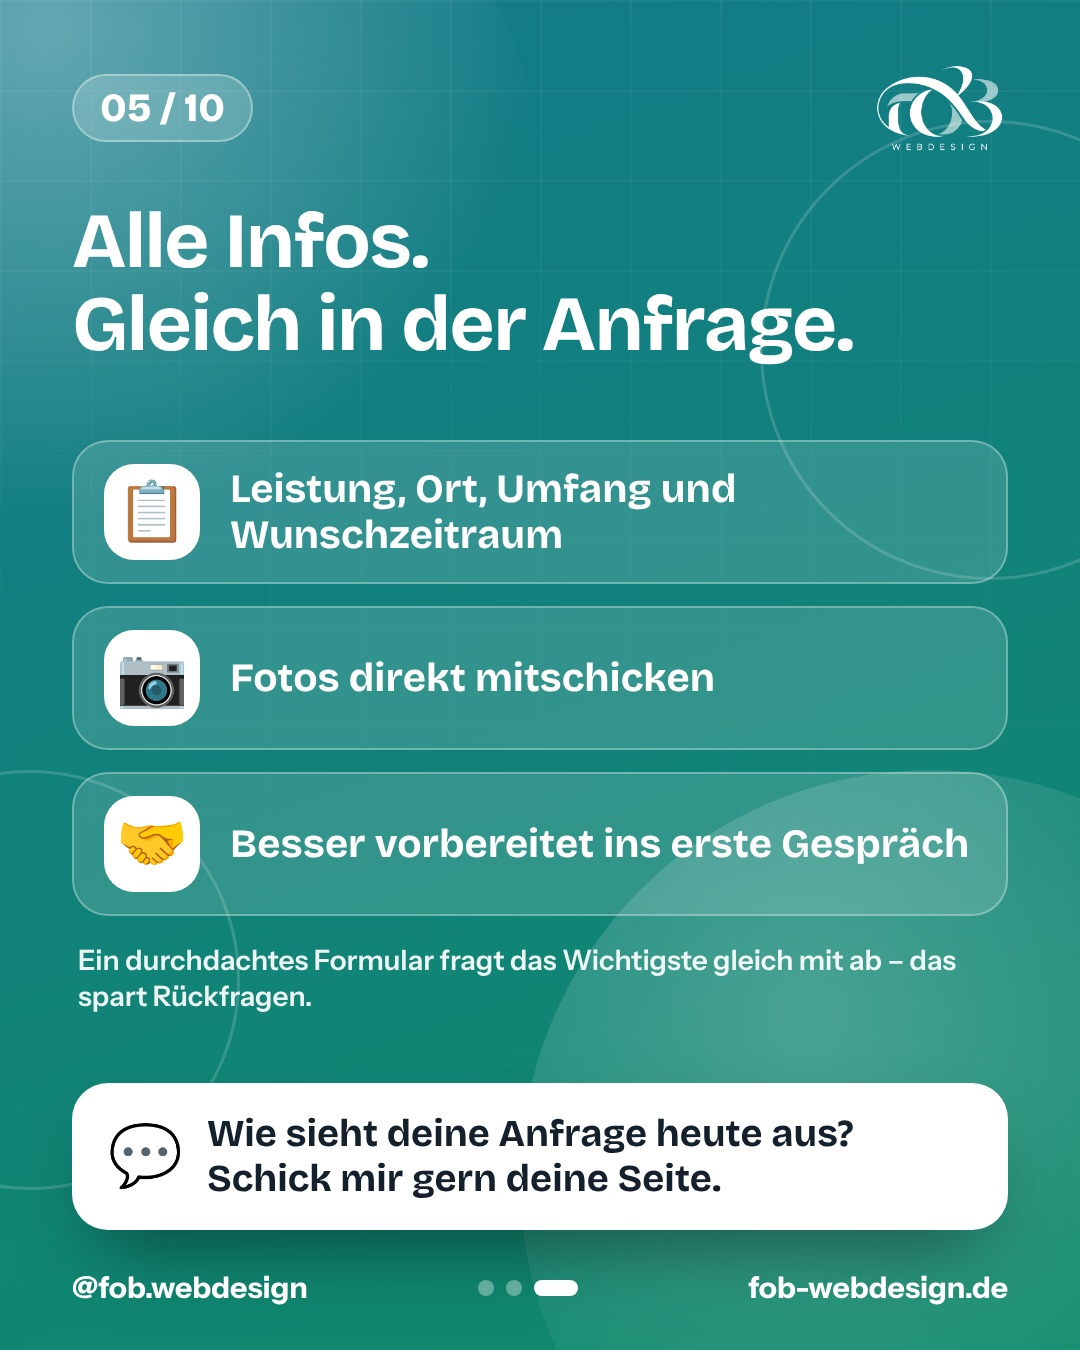 05 / 10
FOB
WEBDESIGN
Alle Infos.
Gleich in der Anfrage.
Leistung, Ort, Umfang und
Wunschzeitraum
Fotos direkt mitschicken
Besser vorbereitet ins erste Gespräch
Ein durchdachtes Formular fragt das Wichtigste gleich mit ab – das
spart Rückfragen.
Wie sieht deine Anfrage heute aus?
Schick mir gern deine Seite.
@fob.webdesign
fob-webdesign.de